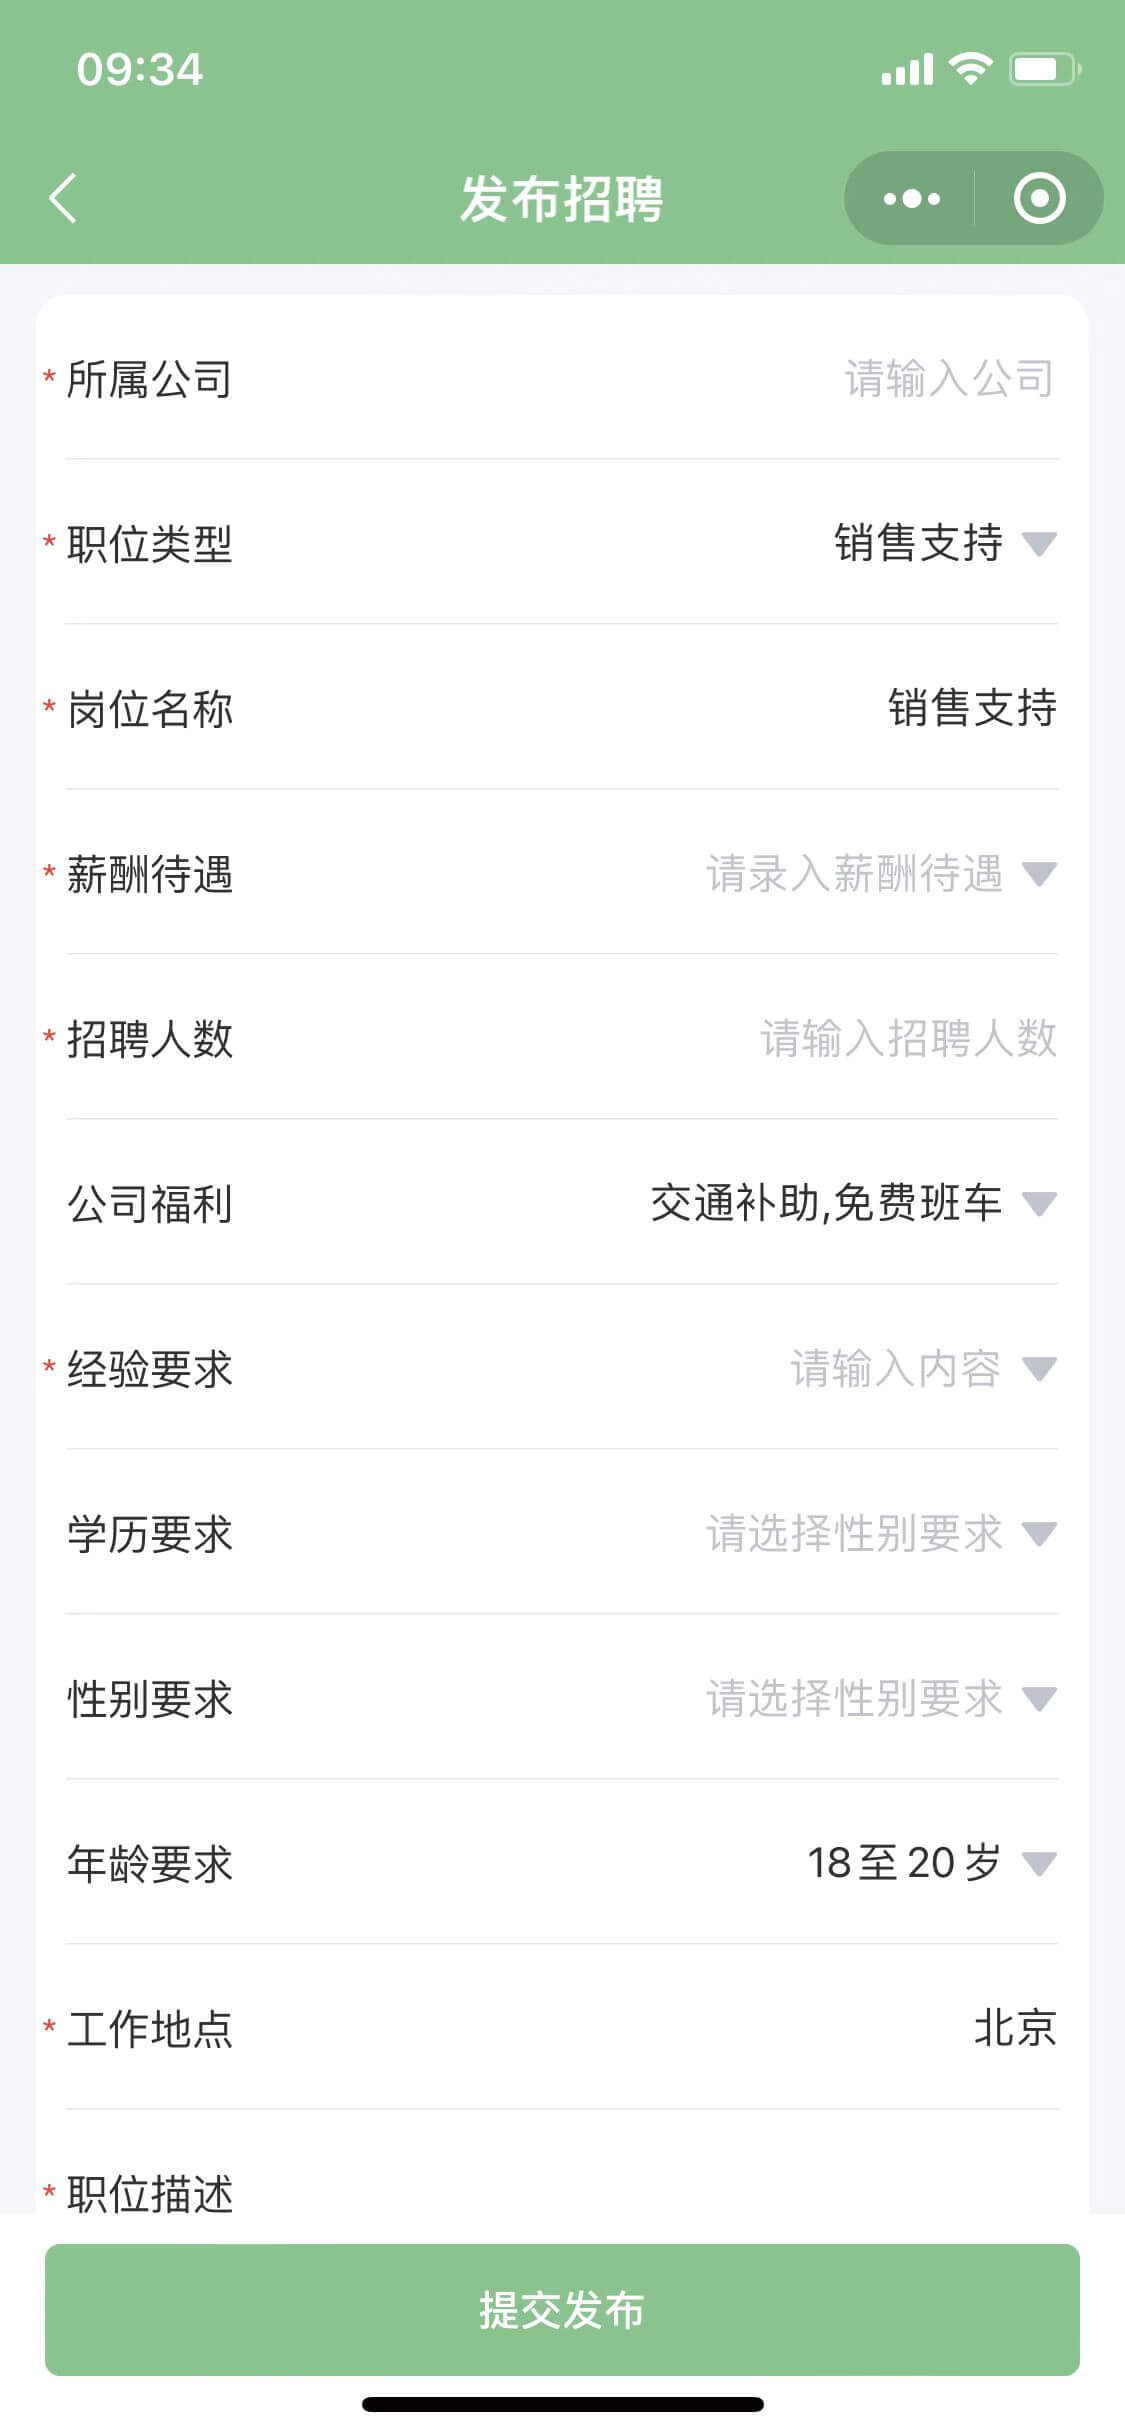 09:34
发布招聘
* 所属公司 请输入公司
* 职位类型 销售支持
* 岗位名称 销售支持
* 薪酬待遇 请录入薪酬待遇
* 招聘人数 请输入招聘人数
公司福利 交通补助,免费班车
* 经验要求 请输入内容
学历要求 请选择性别要求
性别要求 请选择性别要求
年龄要求 18至20岁
* 工作地点 北京
* 职位描述
提交发布